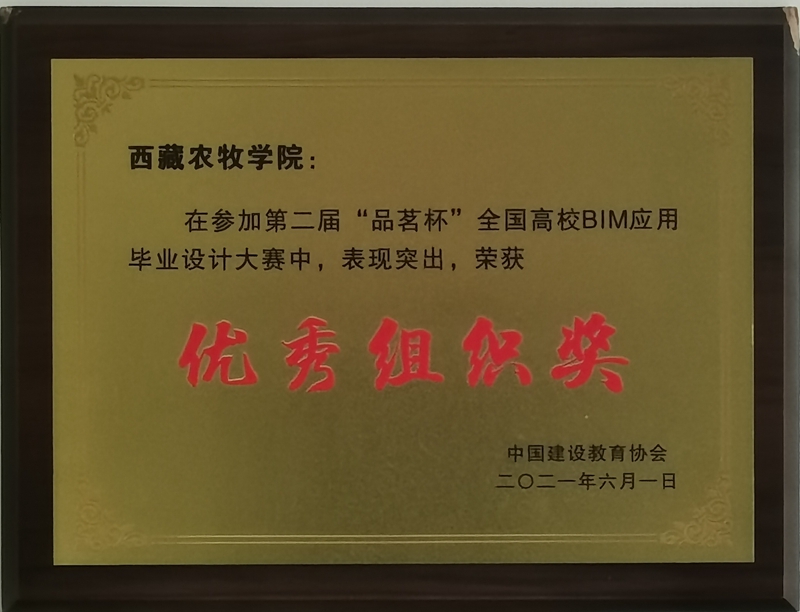 西藏农牧学院：
在参加第二届“品茗杯”全国高校BIM应用
毕业设计大赛中，表现突出，荣获
优秀组织奖
中国建设教育协会
二〇二一年六月一日